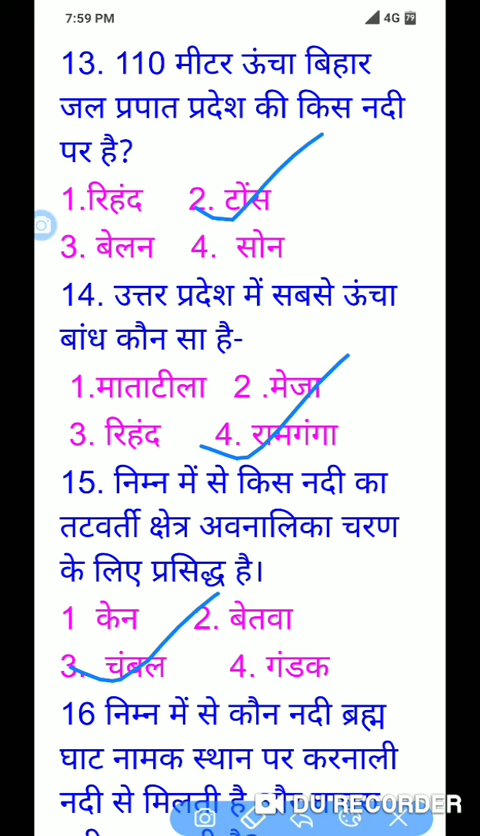 7:59 PM 4G 79
13. 110 मीटर ऊंचा बिहार
जल प्रपात प्रदेश की किस नदी
पर है?
1.रिहंद 2. टोंस
3. बेलन 4. सोन
14. उत्तर प्रदेश में सबसे ऊंचा
बांध कौन सा है-
1.माताटीला 2 .मेजा
3. रिहंद 4. रामगंगा
15. निम्न में से किस नदी का
तटवर्ती क्षेत्र अवनालिका चरण
के लिए प्रसिद्ध है।
1 केन 2. बेतवा
3. चंबल 4. गंडक
16 निम्न में से कौन नदी ब्रह्म
घाट नामक स्थान पर करनाली
नदी से मिलती है
DU RECORDER